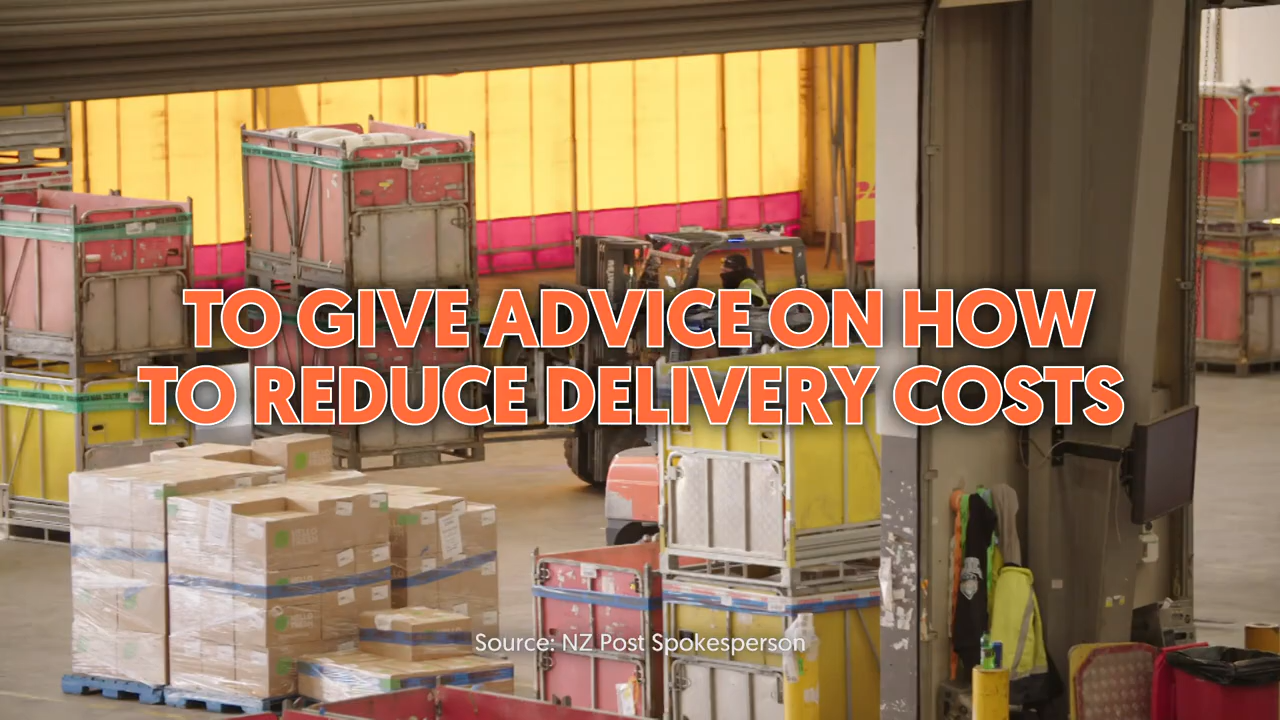 TO GIVE ADVICE ON HOW
TO REDUCE DELIVERY COSTS
Source: NZ Post Spokesperson